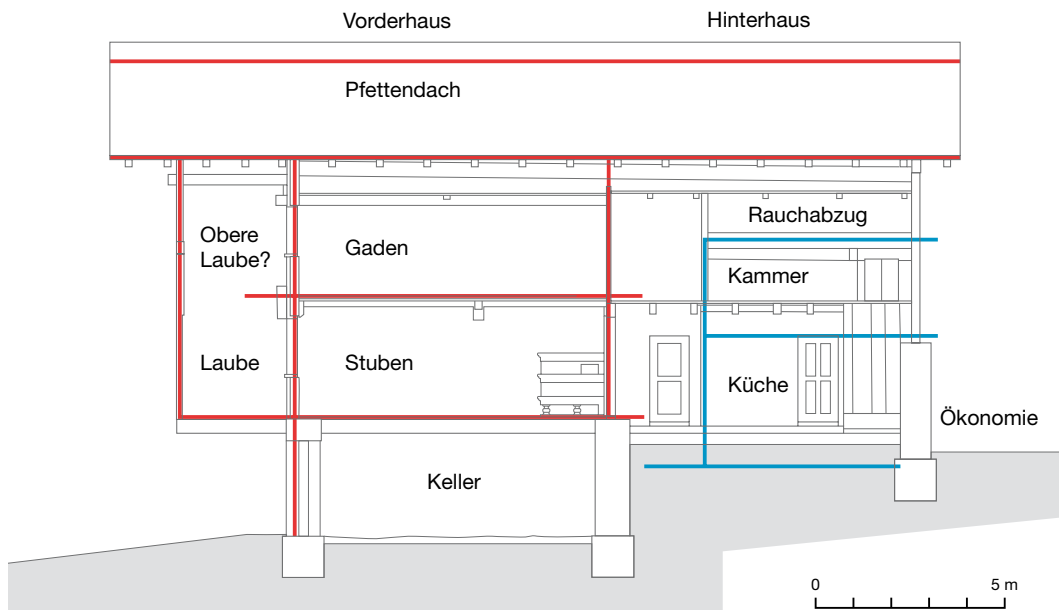 Vorderhaus
Hinterhaus
Pfettendach
Rauchabzug
Obere
Laube?
Gaden
Kammer
Laube
Stuben
Küche
Ökonomie
Keller
0
5 m